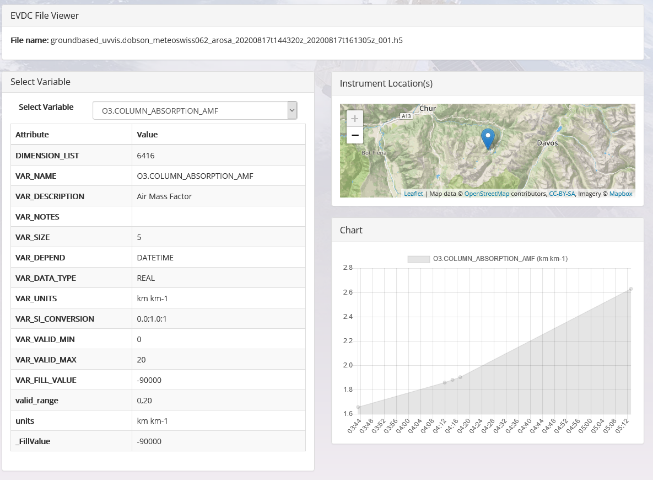 EVDC File Viewer
File name: groundbased_uvvis.dobson_meteoswiss062_arosa_20200817t144320z_20200817t161305z_001.h5
Select Variable
Select Variable O3.COLUMN_ABSORPTION_AMF
Attribute Value
DIMENSION_LIST 6416
VAR_NAME O3.COLUMN_ABSORPTION_AMF
VAR_DESCRIPTION Air Mass Factor
VAR_NOTES
VAR_SIZE 5
VAR_DEPEND DATETIME
VAR_DATA_TYPE REAL
VAR_UNITS km km-1
VAR_SI_CONVERSION 0.0;1.0;1
VAR_VALID_MIN 0
VAR_VALID_MAX 20
VAR_FILL_VALUE -90000
valid_range 0,20
units km km-1
_FillValue -90000
Instrument Location(s)
+
−
Chur
A13
Davos
Leaflet | Map data © OpenStreetMap contributors, CC-BY-SA, Imagery © Mapbox
Chart
O3.COLUMN_ABSORPTION_AMF (km km-1)
2.8
2.6
2.4
2.2
2.0
1.8
1.6
03:44 03:48 03:52 03:56 04:00 04:04 04:08 04:12 04:16 04:20 04:24 04:28 04:32 04:36 04:40 04:44 04:48 04:52 04:56 05:00 05:04 05:08 05:12